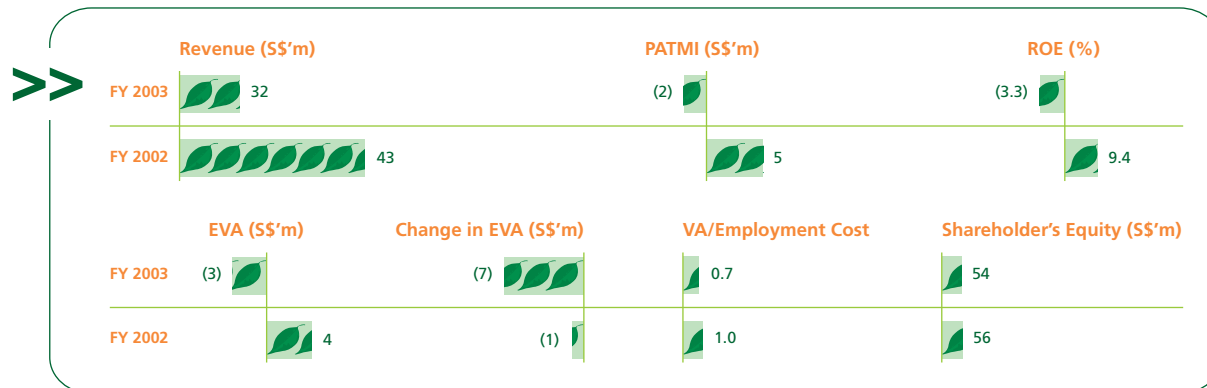 Revenue (S$'m) PATMI (S$'m) ROE (%)
>>
FY 2003 32 (2) (3.3)
FY 2002 43 5 9.4
EVA (S$'m) Change in EVA (S$'m) VA/Employment Cost Shareholder's Equity (S$'m)
FY 2003 (3) (7) 0.7 54
FY 2002 4 (1) 1.0 56